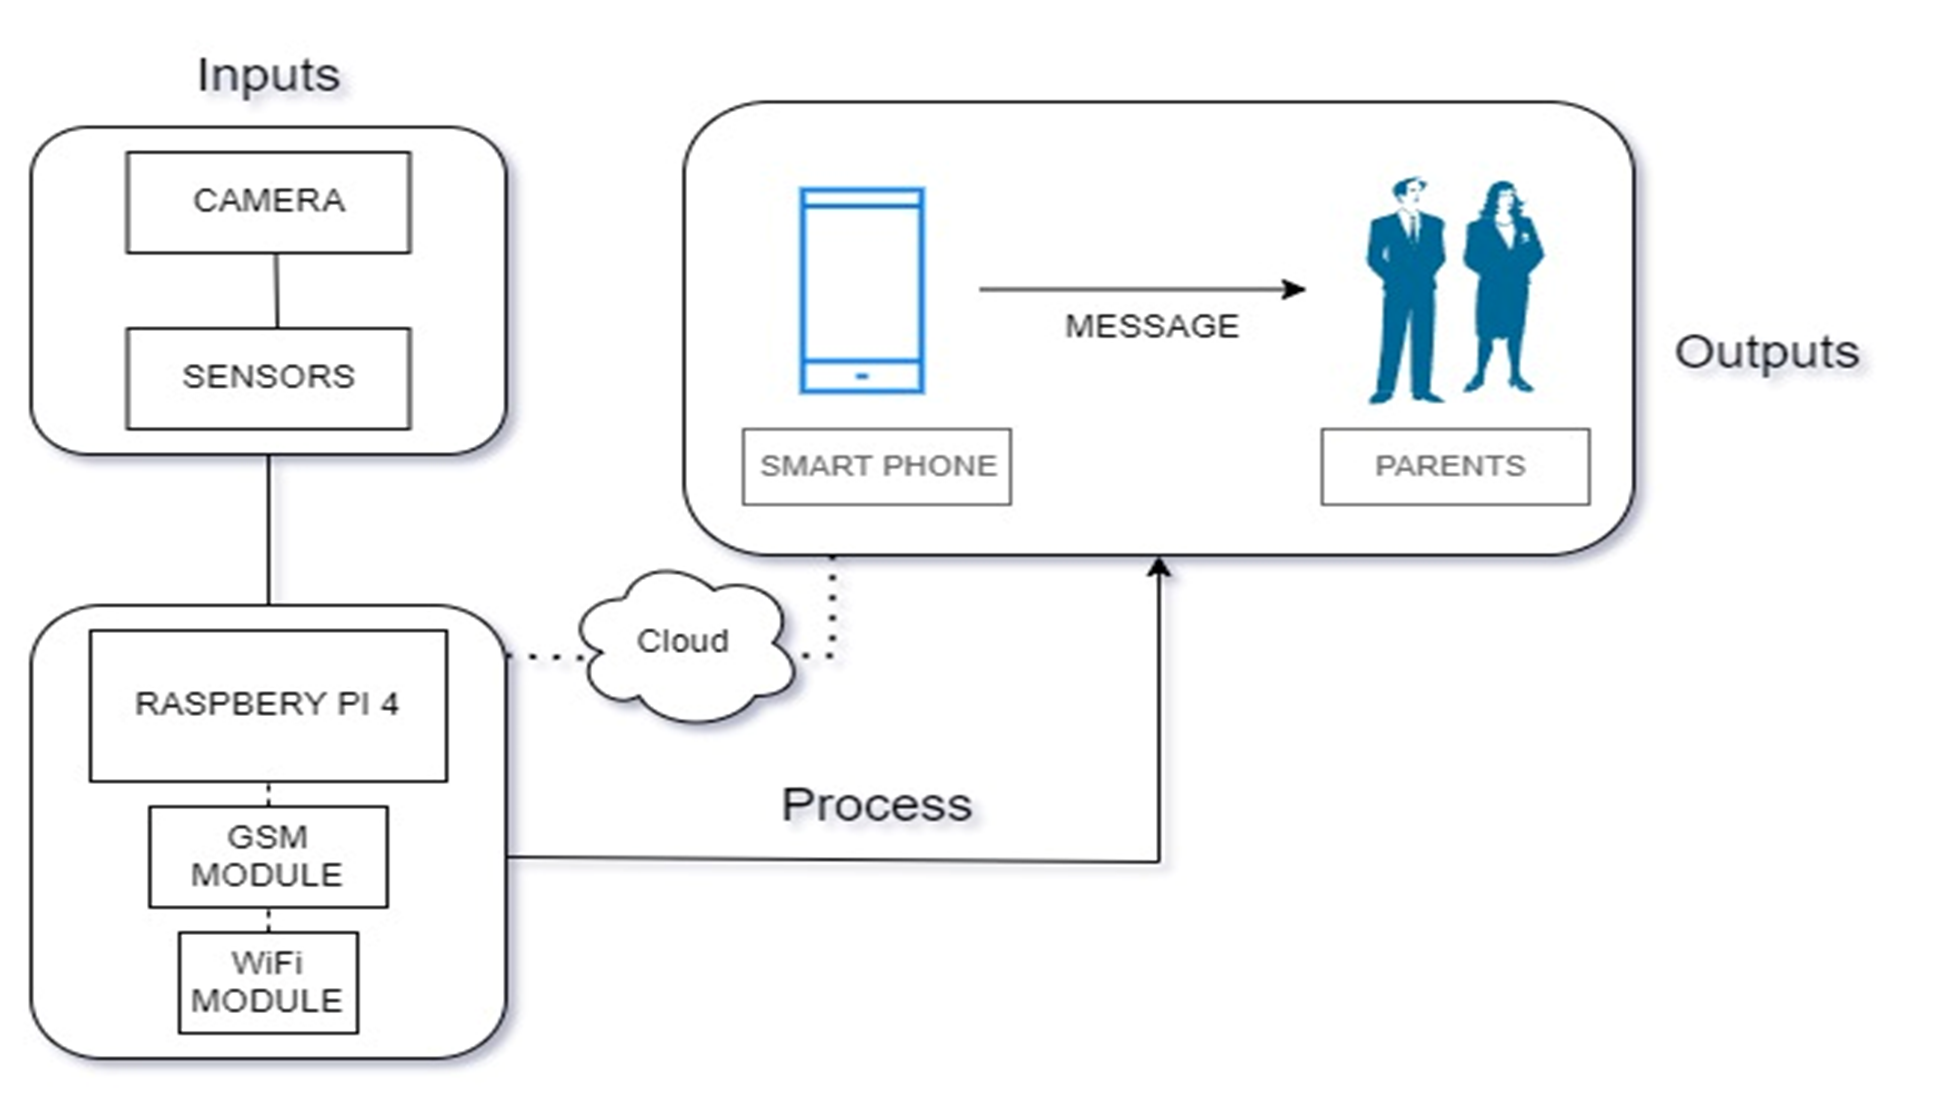 Inputs
CAMERA
SENSORS
MESSAGE
SMART PHONE
PARENTS
Outputs
Cloud
RASPBERY PI 4
Process
GSM
MODULE
WiFi
MODULE